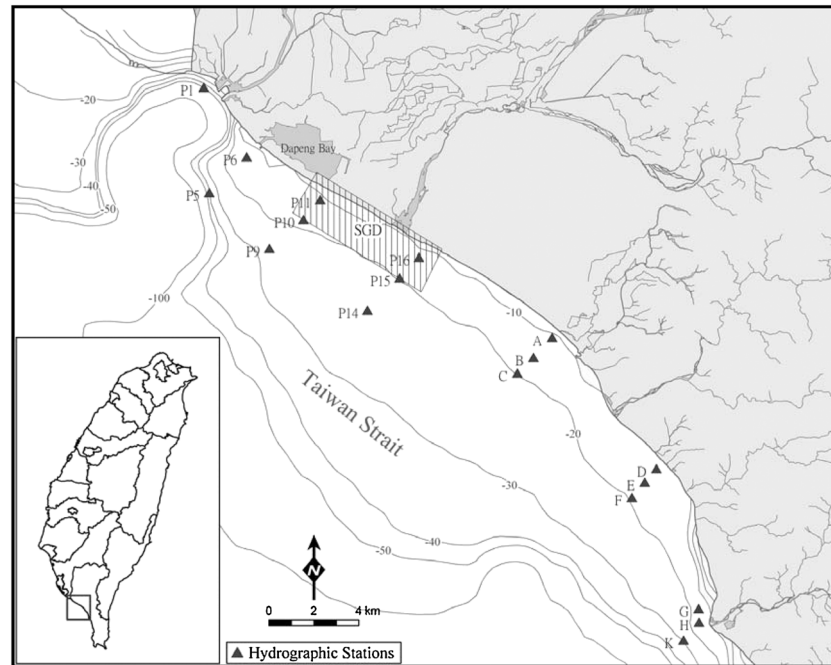 P1
-20
Dapeng Bay
P6
-30
-40
P5
-50
P11
P10
SGD
P9
P16
P15
-100
P14
-10
A
B
C
Taiwan Strait
-20
D
E
-30
F
-40
-50
N
0 2 4 km
G
H
K
Hydrographic Stations